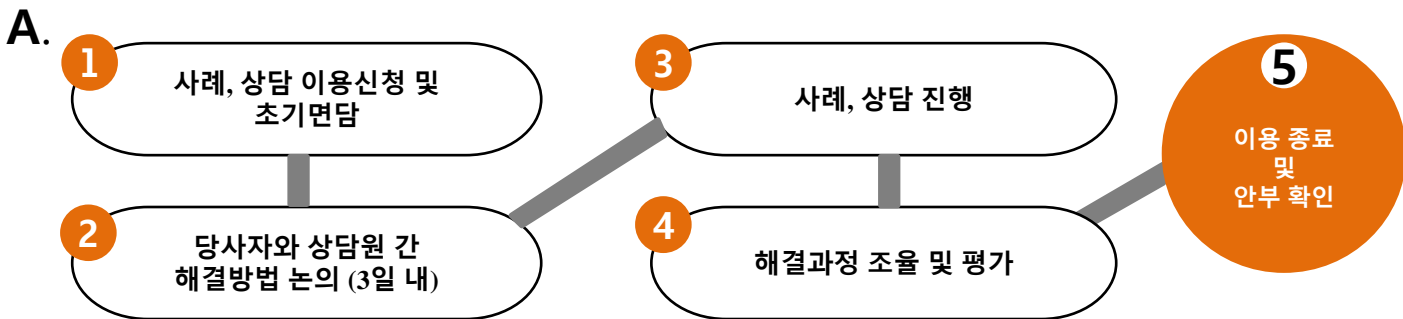 A.
1
사례, 상담 이용신청 및
초기면담
2
당사자와 상담원 간
해결방법 논의 (3일 내)
3
사례, 상담 진행
4
해결과정 조율 및 평가
5
이용 종료
및
안부 확인